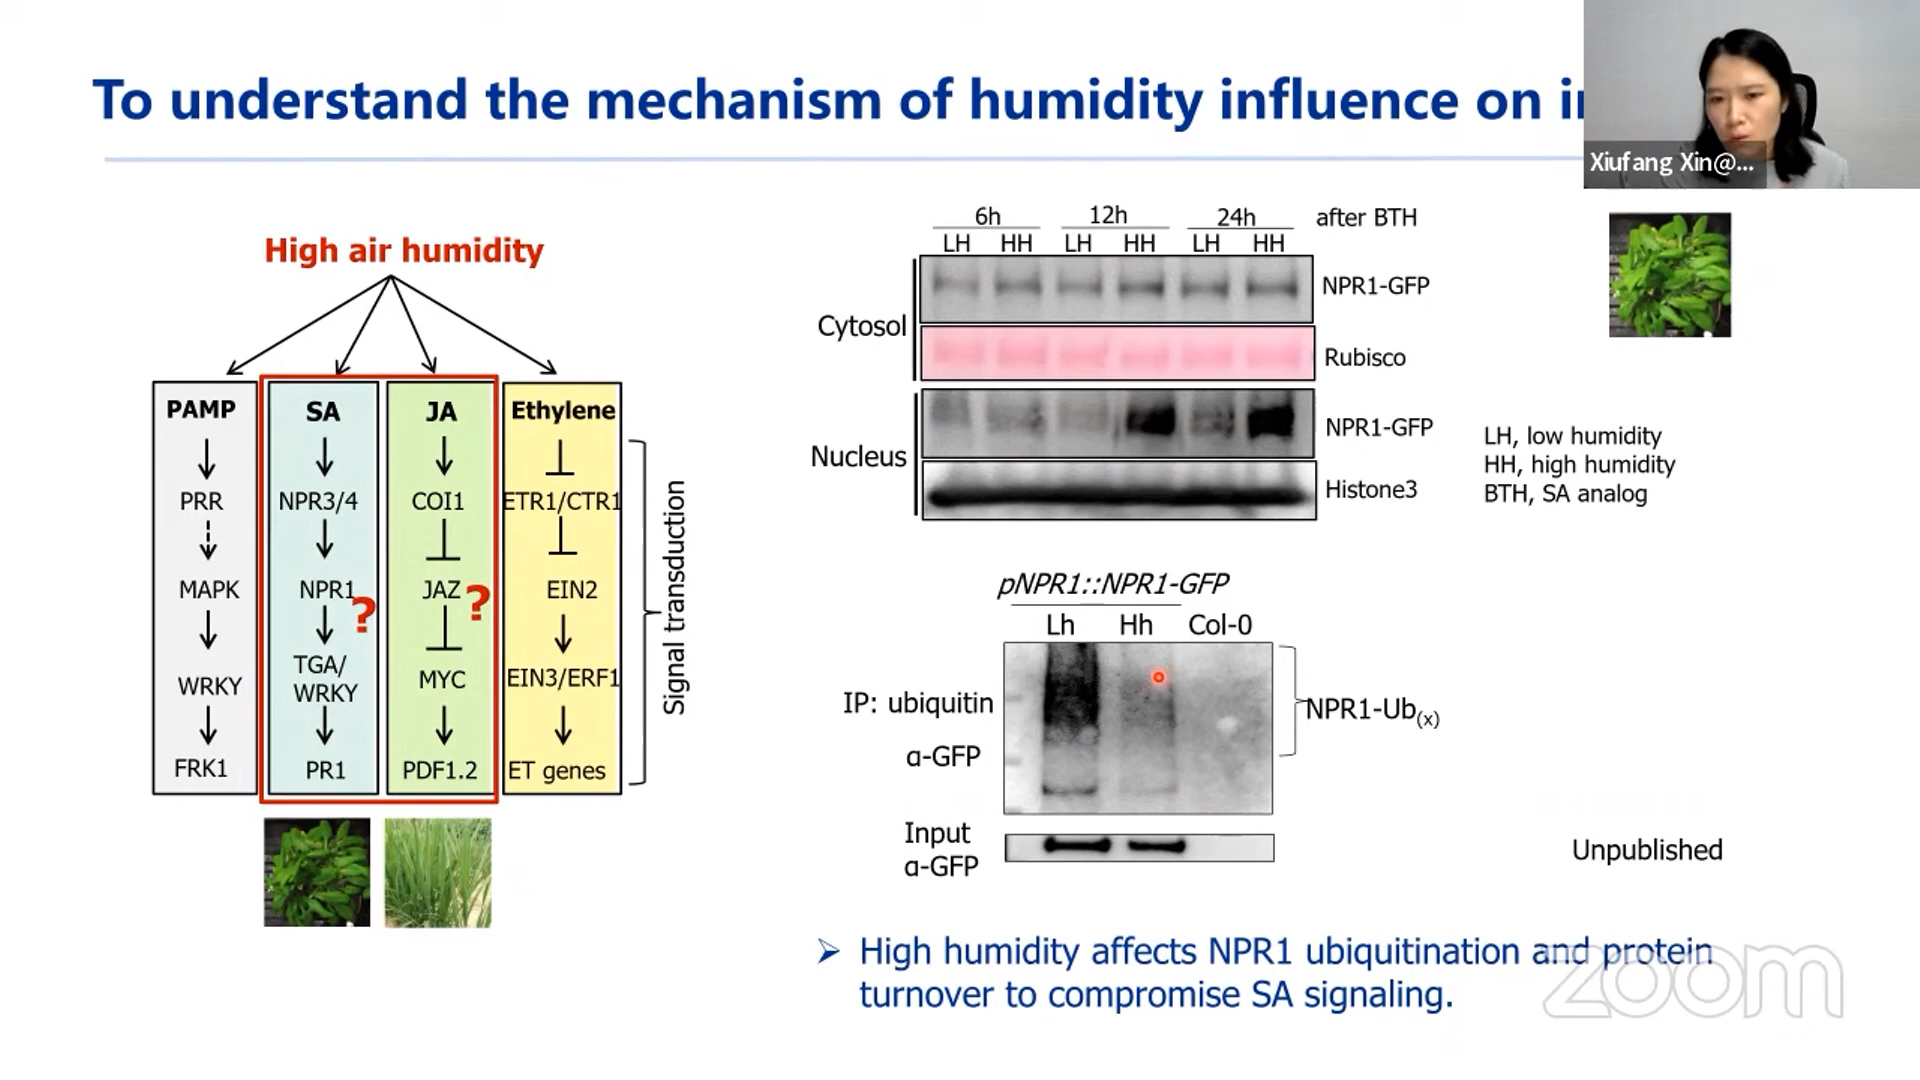 To understand the mechanism of humidity influence on
Xiufang Xin@...
High air humidity
PAMP
PRR
MAPK
WRKY
FRK1
SA
NPR3/4
NPR1
?
TGA/
WRKY
PR1
JA
COI1
JAZ
?
MYC
PDF1.2
Ethylene
ETR1/CTR1
EIN2
EIN3/ERF1
ET genes
Signal transduction
6h 12h 24h after BTH
LH HH LH HH LH HH
Cytosol
NPR1-GFP
Rubisco
Nucleus
NPR1-GFP
Histone3
LH, low humidity
HH, high humidity
BTH, SA analog
pNPR1::NPR1-GFP
Lh Hh Col-0
IP: ubiquitin
α-GFP
NPR1-Ub(x)
Input
α-GFP
Unpublished
➢ High humidity affects NPR1 ubiquitination and protein
turnover to compromise SA signaling.
zoom